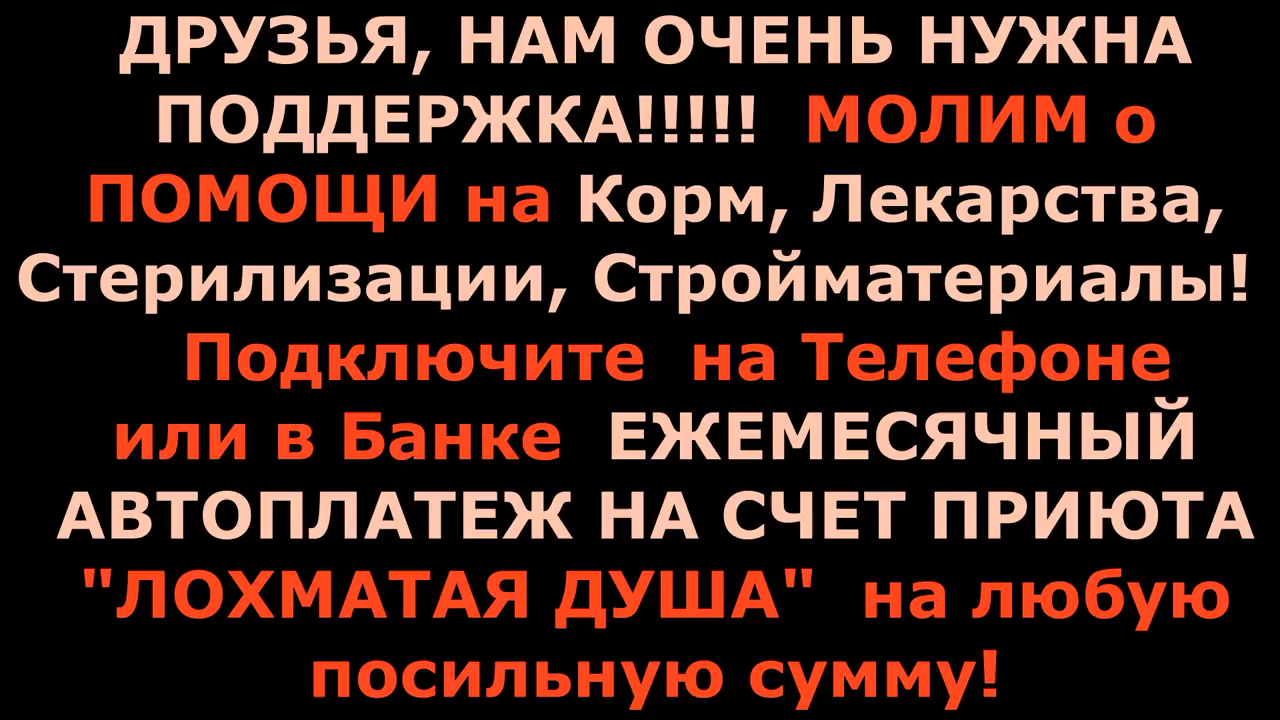 ДРУЗЬЯ, НАМ ОЧЕНЬ НУЖНА
ПОДДЕРЖКА!!!!! МОЛИМ о
ПОМОЩИ на Корм, Лекарства,
Стерилизации, Стройматериалы!
Подключите на Телефоне
или в Банке ЕЖЕМЕСЯЧНЫЙ
АВТОПЛАТЕЖ НА СЧЕТ ПРИЮТА
"ЛОХМАТАЯ ДУША" на любую
посильную сумму!